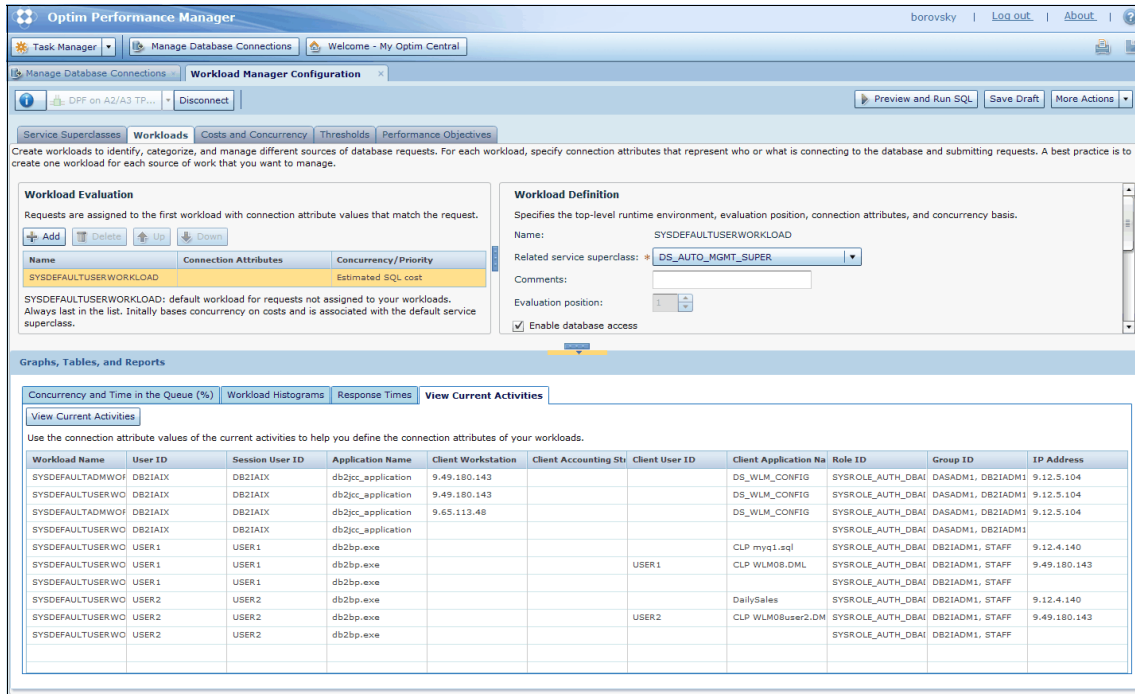 Optim Performance Manager
borovsky | Log out | About | ?
Task Manager Manage Database Connections Welcome - My Optim Central
Manage Database Connections × Workload Manager Configuration ×
DPF on A2/A3 TP... Disconnect Preview and Run SQL Save Draft More Actions
Service Superclasses Workloads Costs and Concurrency Thresholds Performance Objectives
Create workloads to identify, categorize, and manage different sources of database requests. For each workload, specify connection attributes that represent who or what is connecting to the database and submitting requests. A best practice is to
create one workload for each source of work that you want to manage.
Workload Evaluation
Requests are assigned to the first workload with connection attribute values that match the request.
Add Delete Up Down
Name Connection Attributes Concurrency/Priority
SYSDEFAULTUSERWORKLOAD Estimated SQL cost
SYSDEFAULTUSERWORKLOAD: default workload for requests not assigned to your workloads.
Always last in the list. Initally bases concurrency on costs and is associated with the default service
superclass.
Workload Definition
Specifies the top-level runtime environment, evaluation position, connection attributes, and concurrency basis.
Name: SYSDEFAULTUSERWORKLOAD
Related service superclass: * DS_AUTO_MGMT_SUPER
Comments:
Evaluation position: 1
Enable database access
Graphs, Tables, and Reports
Concurrency and Time in the Queue (%) Workload Histograms Response Times View Current Activities
View Current Activities
Use the connection attribute values of the current activities to help you define the connection attributes of your workloads.
Workload Name User ID Session User ID Application Name Client Workstation Client Accounting Stri Client User ID Client Application Na Role ID Group ID IP Address
SYSDEFAULTADMWOF DB2IAIX DB2IAIX db2jcc_application 9.49.180.143 DS_WLM_CONFIG SYSROLE_AUTH_DBAI DASADM1, DB2IADM1 9.12.5.104
SYSDEFAULTUSERWO DB2IAIX DB2IAIX db2jcc_application 9.49.180.143 DS_WLM_CONFIG SYSROLE_AUTH_DBAI DASADM1, DB2IADM1 9.12.5.104
SYSDEFAULTADMWOF DB2IAIX DB2IAIX db2jcc_application 9.65.113.48 DS_WLM_CONFIG SYSROLE_AUTH_DBAI DASADM1, DB2IADM1 9.12.5.104
SYSDEFAULTUSERWO DB2IAIX DB2IAIX db2jcc_application SYSROLE_AUTH_DBAI DASADM1, DB2IADM1
SYSDEFAULTUSERWO USER1 USER1 db2bp.exe CLP myq1.sql SYSROLE_AUTH_DBAI DB2IADM1, STAFF 9.12.4.140
SYSDEFAULTUSERWO USER1 USER1 db2bp.exe USER1 CLP WLM08.DML SYSROLE_AUTH_DBAI DB2IADM1, STAFF 9.49.180.143
SYSDEFAULTUSERWO USER1 USER1 db2bp.exe SYSROLE_AUTH_DBAI DB2IADM1, STAFF
SYSDEFAULTUSERWO USER2 USER2 db2bp.exe DailySales SYSROLE_AUTH_DBAI DB2IADM1, STAFF 9.12.4.140
SYSDEFAULTUSERWO USER2 USER2 db2bp.exe USER2 CLP WLM08user2.DM SYSROLE_AUTH_DBAI DB2IADM1, STAFF 9.49.180.143
SYSDEFAULTUSERWO USER2 USER2 db2bp.exe SYSROLE_AUTH_DBAI DB2IADM1, STAFF